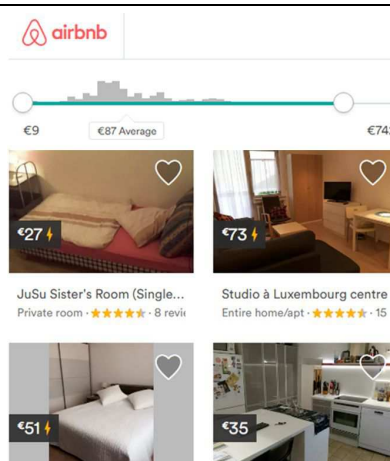 airbnb
€9
€87 Average
€74
€27
€73
JuSu Sister's Room (Single...
Private room · 8
Studio à Luxembourg centre
Entire home/apt · 15
€51
€35